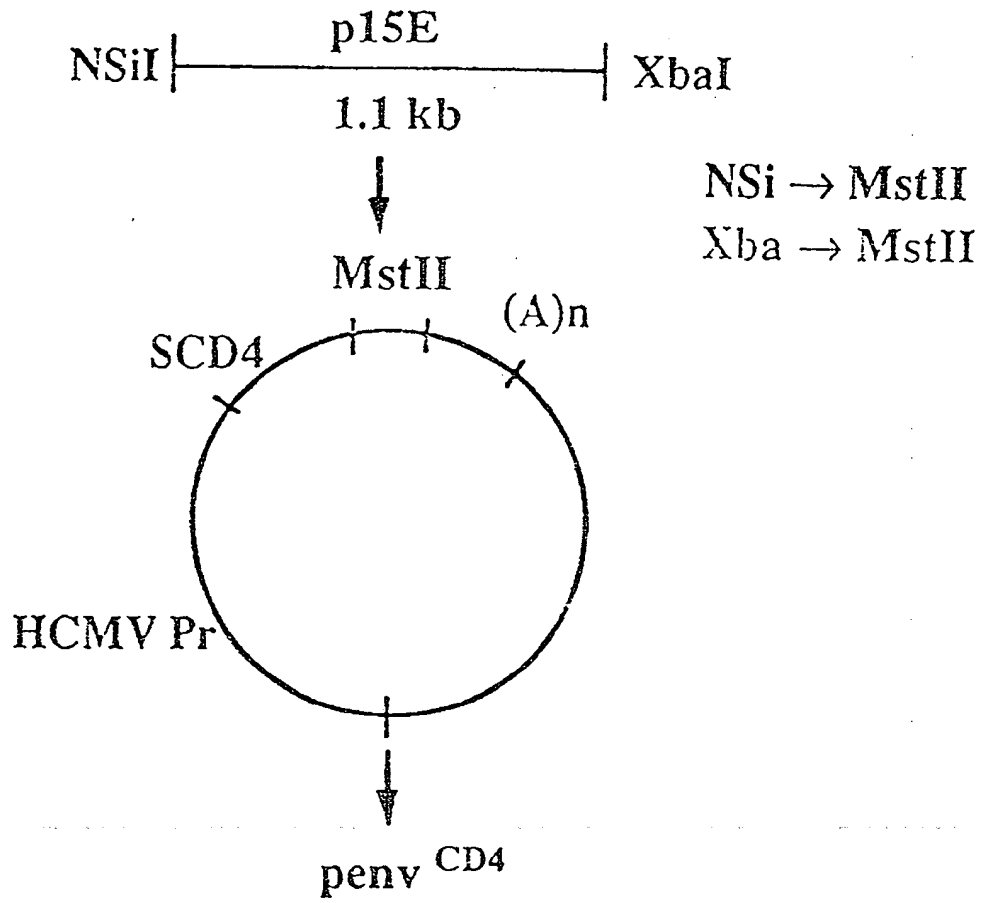 p15E
NSiI
XbaI
1.1 kb
NSi → MstII
Xba → MstII
MstII
(A)n
SCD4
HCMV Pr
penv CD4